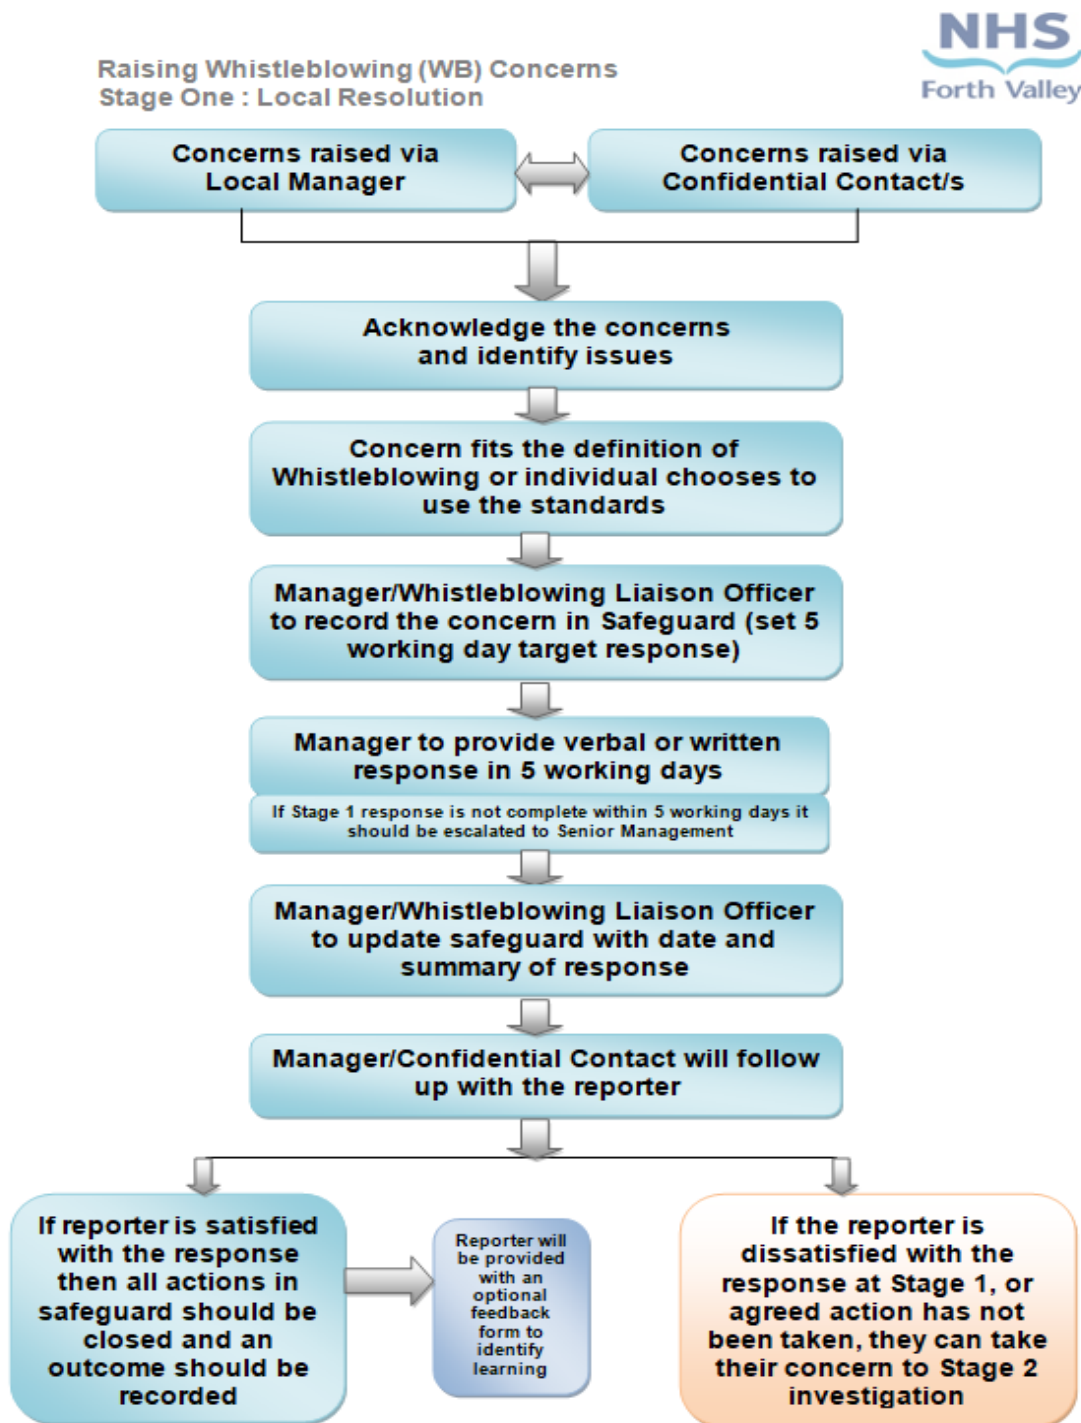 NHS
Forth Valley
Raising Whistleblowing (WB) Concerns
Stage One : Local Resolution
Concerns raised via
Local Manager
Concerns raised via
Confidential Contact/s
Acknowledge the concerns
and identify issues
Concern fits the definition of
Whistleblowing or individual chooses to
use the standards
Manager/Whistleblowing Liaison Officer
to record the concern in Safeguard (set 5
working day target response)
Manager to provide verbal or written
response in 5 working days
If Stage 1 response is not complete within 5 working days it
should be escalated to Senior Management
Manager/Whistleblowing Liaison Officer
to update safeguard with date and
summary of response
Manager/Confidential Contact will follow
up with the reporter
If reporter is satisfied
with the response
then all actions in
safeguard should be
closed and an
outcome should be
recorded
Reporter will
be provided
with an
optional
feedback
form to
identify
learning
If the reporter is
dissatisfied with the
response at Stage 1, or
agreed action has not
been taken, they can take
their concern to Stage 2
investigation